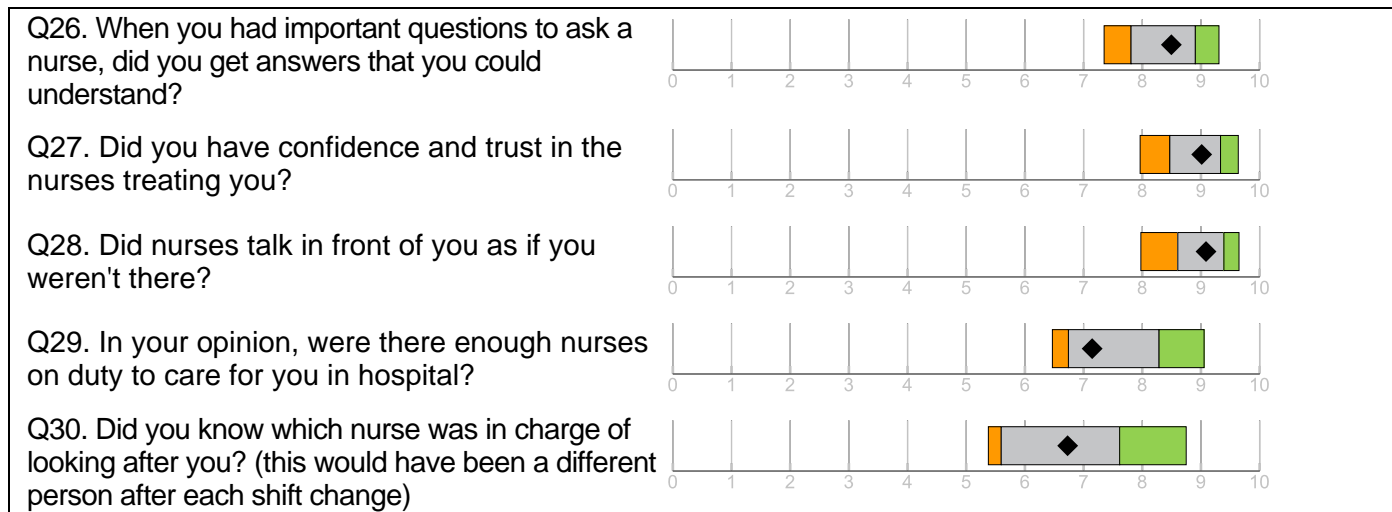 Q26. When you had important questions to ask a
nurse, did you get answers that you could
understand?
0 1 2 3 4 5 6 7 8 9 10
Q27. Did you have confidence and trust in the
nurses treating you?
0 1 2 3 4 5 6 7 8 9 10
Q28. Did nurses talk in front of you as if you
weren't there?
0 1 2 3 4 5 6 7 8 9 10
Q29. In your opinion, were there enough nurses
on duty to care for you in hospital?
0 1 2 3 4 5 6 7 8 9 10
Q30. Did you know which nurse was in charge of
looking after you? (this would have been a different
person after each shift change)
0 1 2 3 4 5 6 7 8 9 10